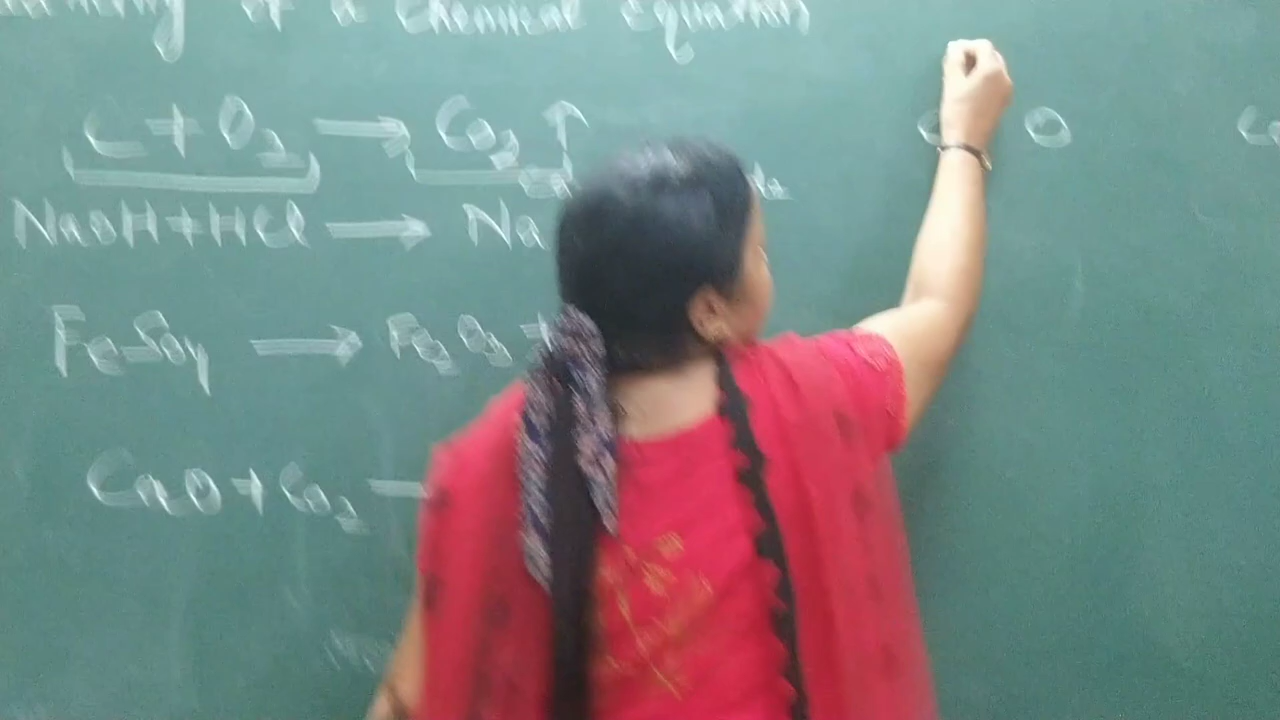 of a Chemical Equation
C + O₂ → CO₂ ↑
NaOH + HCl → Na
FeSO₄ → Fe₂O₃ +
CaO + CO₂ —